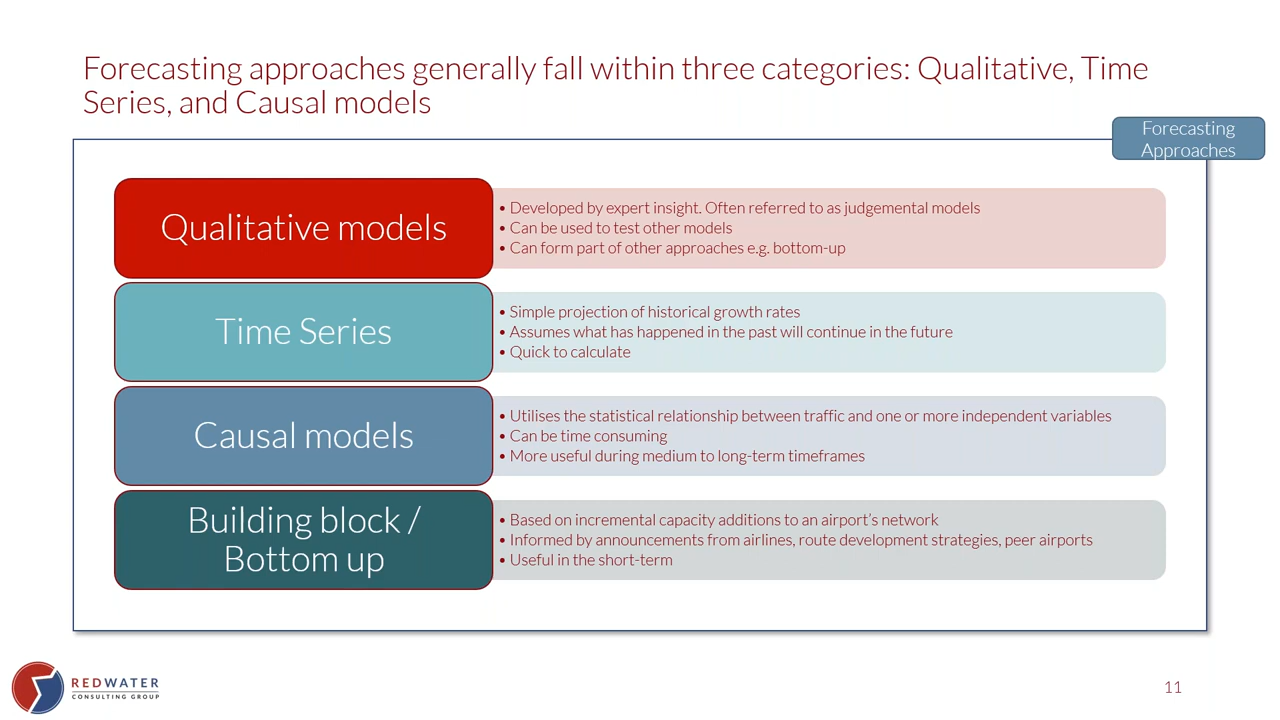 Forecasting approaches generally fall within three categories: Qualitative, Time
Series, and Causal models
Forecasting
Approaches
Qualitative models
• Developed by expert insight. Often referred to as judgemental models
• Can be used to test other models
• Can form part of other approaches e.g. bottom-up
Time Series
• Simple projection of historical growth rates
• Assumes what has happened in the past will continue in the future
• Quick to calculate
Causal models
• Utilises the statistical relationship between traffic and one or more independent variables
• Can be time consuming
• More useful during medium to long-term timeframes
Building block /
Bottom up
• Based on incremental capacity additions to an airport's network
• Informed by announcements from airlines, route development strategies, peer airports
• Useful in the short-term
REDWATER
CONSULTING GROUP
11